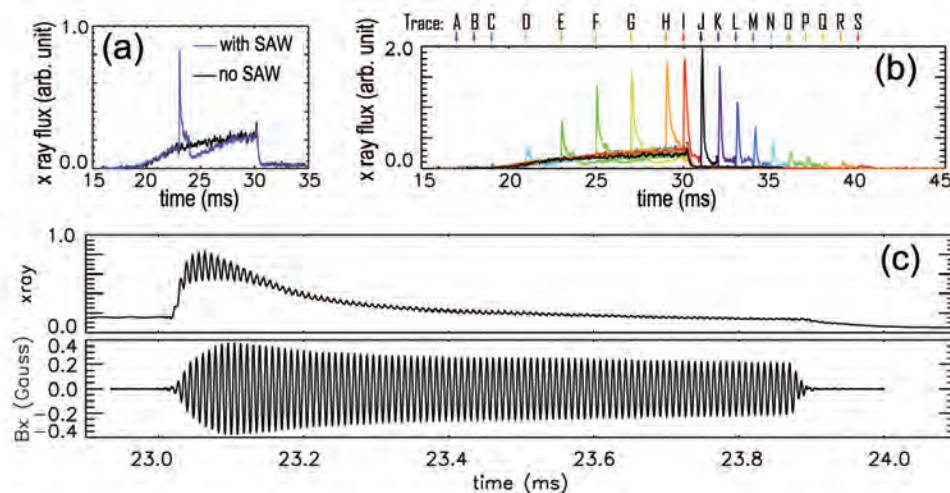 Trace: A B C D E F G H I J K L M N O P Q R S
(a)
with SAW
no SAW
x ray flux (arb. unit)
1.0
0.0
15 20 25 30 35
time (ms)
(b)
x ray flux (arb. unit)
2.0
0.0
15 20 25 30 35 40 45
time (ms)
(c)
xray
1.0
0.0
Bx (Gauss)
0.4
0.2
0.0
-0.2
-0.4
23.0 23.2 23.4 23.6 23.8 24.0
time (ms)